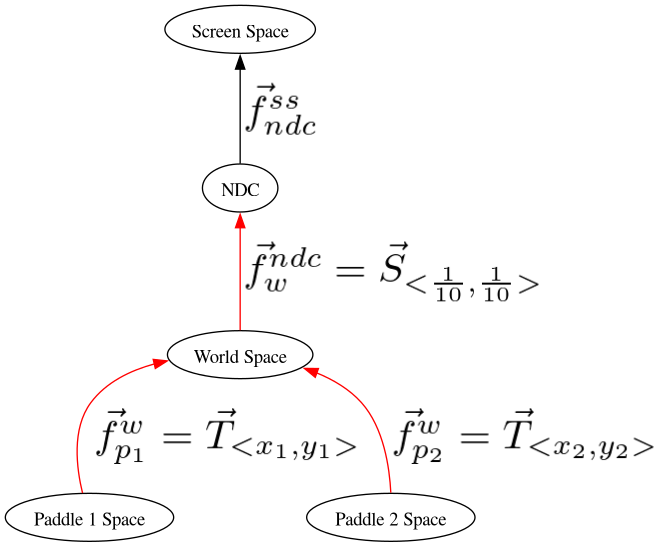 Screen Space
$\vec{f}_{ndc}^{ss}$
NDC
$\vec{f}_{w}^{ndc} = \vec{S}_{<\frac{1}{10},\frac{1}{10}>}$
World Space
$\vec{f}_{p_1}^{w} = \vec{T}_{<x_1,y_1>}$ $\vec{f}_{p_2}^{w} = \vec{T}_{<x_2,y_2>}$
Paddle 1 Space Paddle 2 Space